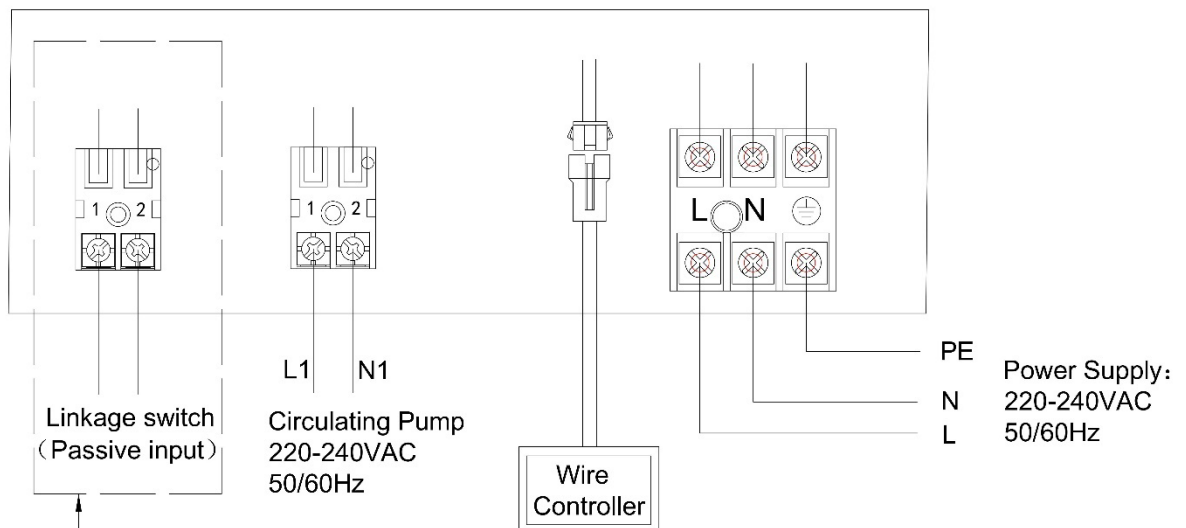 1 2
1 2
L N
L1 N1
Linkage switch
（Passive input）
Circulating Pump
220-240VAC
50/60Hz
Wire
Controller
PE
N
L
Power Supply：
220-240VAC
50/60Hz